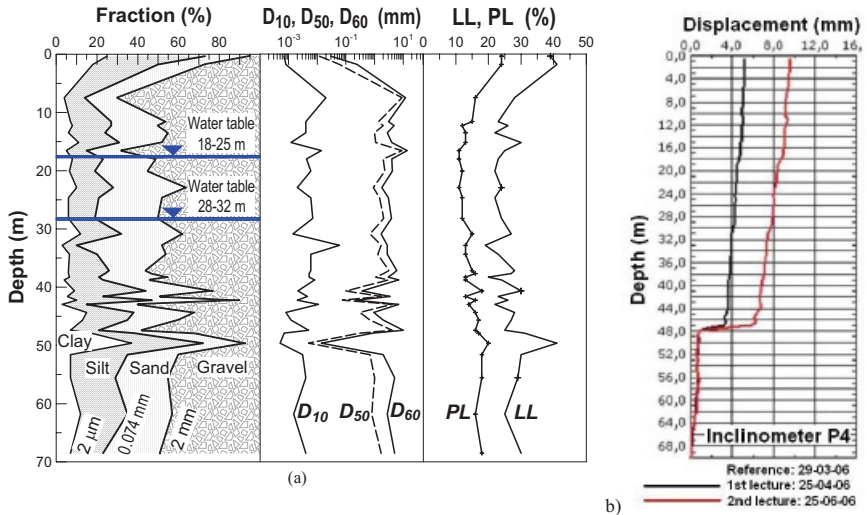 Fraction (%)
0 20 40 60 80
D10, D50, D60 (mm)
10-3 10-1 101
LL, PL (%)
0 10 20 30 40 50
Depth (m)
0
10
20
30
40
50
60
70
Water table
18-25 m
Water table
28-32 m
Clay
Silt
Sand
Gravel
2 μm
0.074 mm
2 mm
D10
D50
D60
PL
LL
(a)
Displacement (mm)
0,0 4,0 8,0 12,0 16,
Depth (m)
0,0
4,0
8,0
12,0
16,0
20,0
24,0
28,0
32,0
36,0
40,0
44,0
48,0
52,0
56,0
60,0
64,0
68,0
Inclinometer P4
Reference: 29-03-06
1st lecture: 25-04-06
2nd lecture: 25-06-06
b)